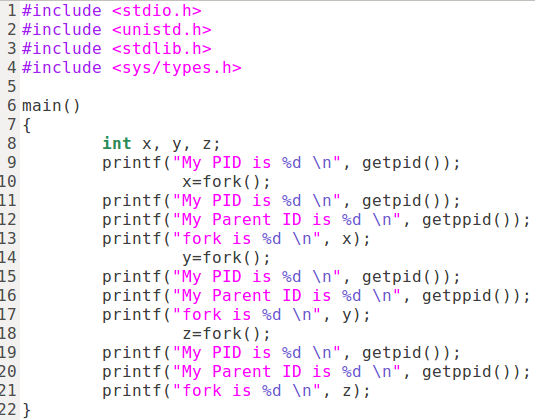 1 #include <stdio.h>
2 #include <unistd.h>
3 #include <stdlib.h>
4 #include <sys/types.h>
5
6 main()
7 {
8         int x, y, z;
9         printf("My PID is %d \n", getpid());
10                 x=fork();
11         printf("My PID is %d \n", getpid());
12         printf("My Parent ID is %d \n", getppid());
13         printf("fork is %d \n", x);
14                 y=fork();
15         printf("My PID is %d \n", getpid());
16         printf("My Parent ID is %d \n", getppid());
17         printf("fork is %d \n", y);
18                 z=fork();
19         printf("My PID is %d \n", getpid());
20         printf("My Parent ID is %d \n", getppid());
21         printf("fork is %d \n", z);
22 }